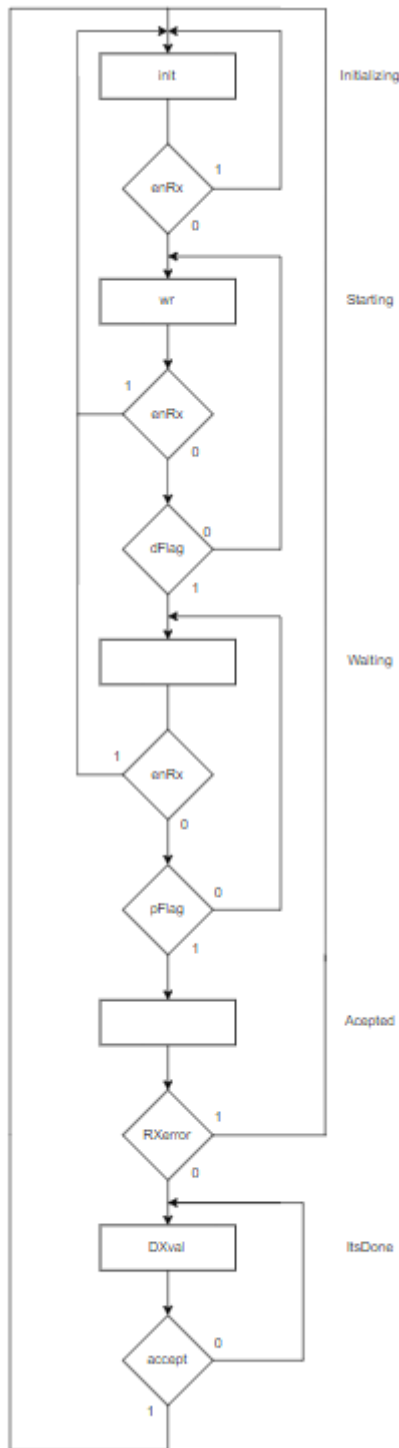 init
Initializing
enRx
1
0
wr
Starting
1
enRx
0
0
dFlag
1
Waiting
1
enRx
0
0
pFlag
1
Acepted
1
RXerror
0
DXval
ItsDone
0
accept
1